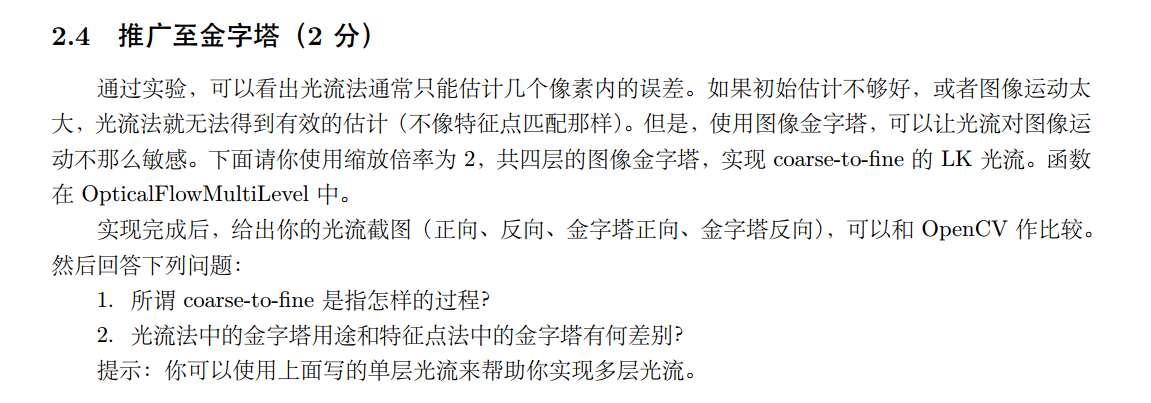 2.4 推广至金字塔（2 分）
通过实验，可以看出光流法通常只能估计几个像素内的误差。如果初始估计不够好，或者图像运动太
大，光流法就无法得到有效的估计（不像特征点匹配那样）。但是，使用图像金字塔，可以让光流对图像运
动不那么敏感。下面请你使用缩放倍率为 2，共四层的图像金字塔，实现 coarse-to-fine 的 LK 光流。函数
在 OpticalFlowMultiLevel 中。
实现完成后，给出你的光流截图（正向、反向、金字塔正向、金字塔反向），可以和 OpenCV 作比较。
然后回答下列问题：
1. 所谓 coarse-to-fine 是指怎样的过程?
2. 光流法中的金字塔用途和特征点法中的金字塔有何差别?
提示：你可以使用上面写的单层光流来帮助你实现多层光流。